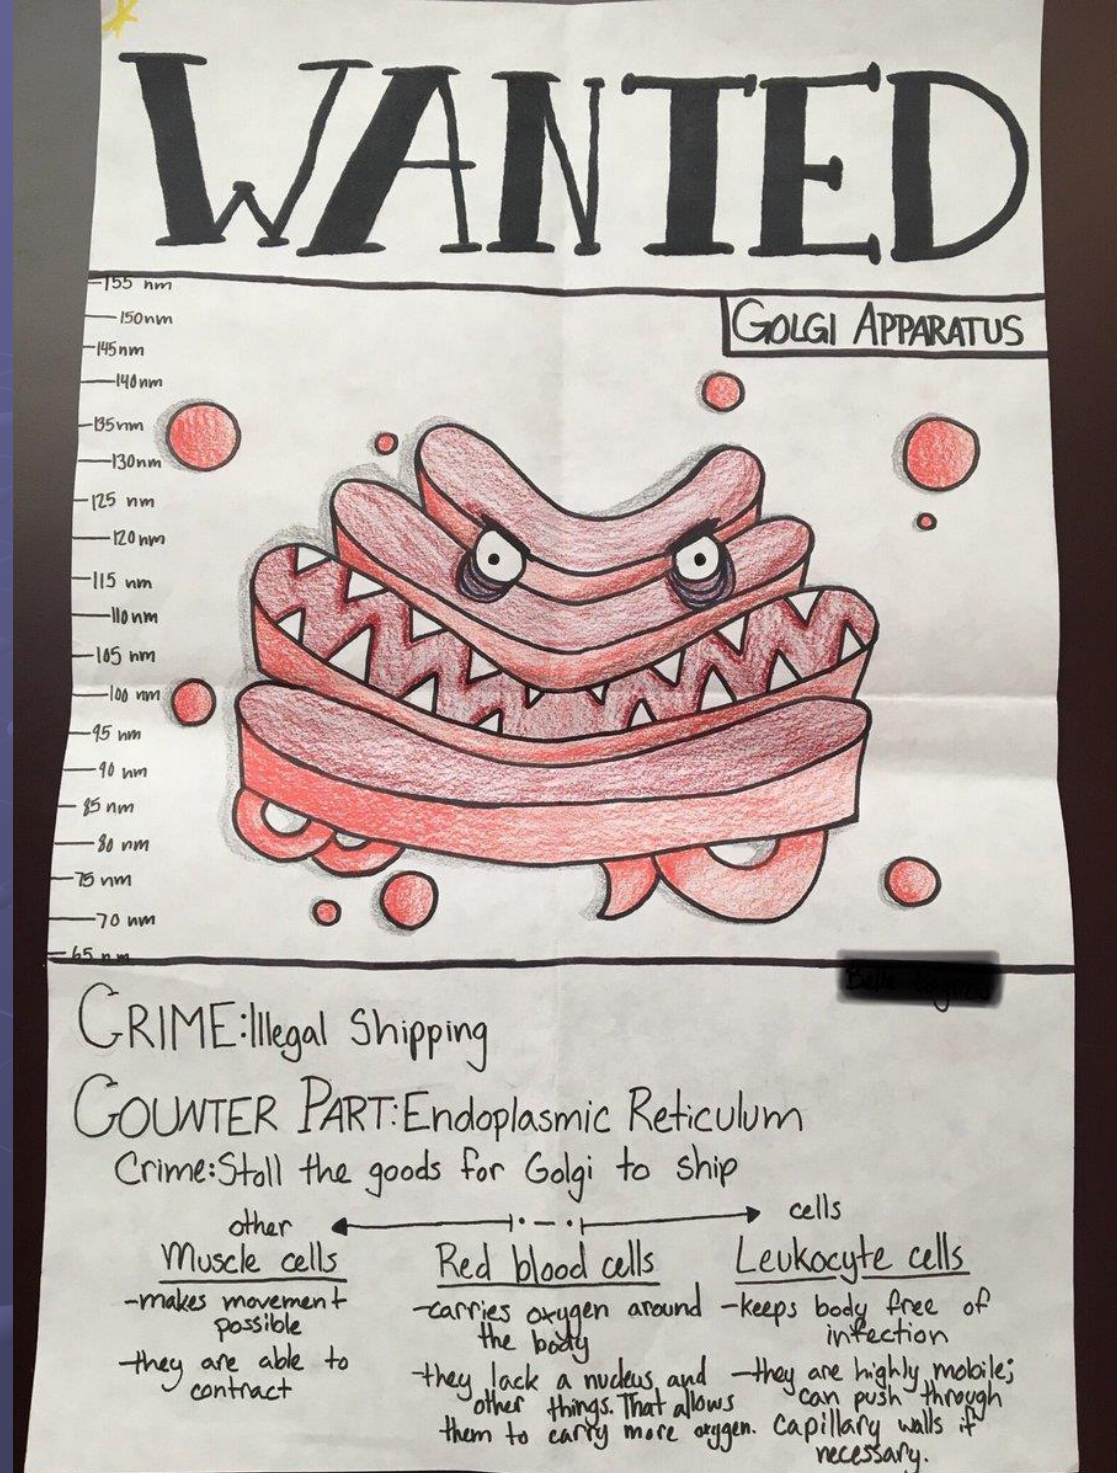 WANTED
155 nm
150nm
145nm
140nm
135nm
130nm
125 nm
120nm
115 nm
110nm
105 nm
100 nm
95 nm
90 nm
85 nm
80 nm
75 nm
70 nm
65 nm
GOLGI APPARATUS
CRIME: Illegal Shipping
COUNTER PART: Endoplasmic Reticulum
Crime: Stoll the goods for Golgi to ship
other cells
Muscle cells
-makes movement
possible
-they are able to
contract
Red blood cells
-carries oxygen around
the body
-they lack a nucleus and
other things. That allows
them to carry more oxygen.
Leukocyte cells
-keeps body free of
infection
-they are highly mobile;
can push through
capillary walls if
necessary.